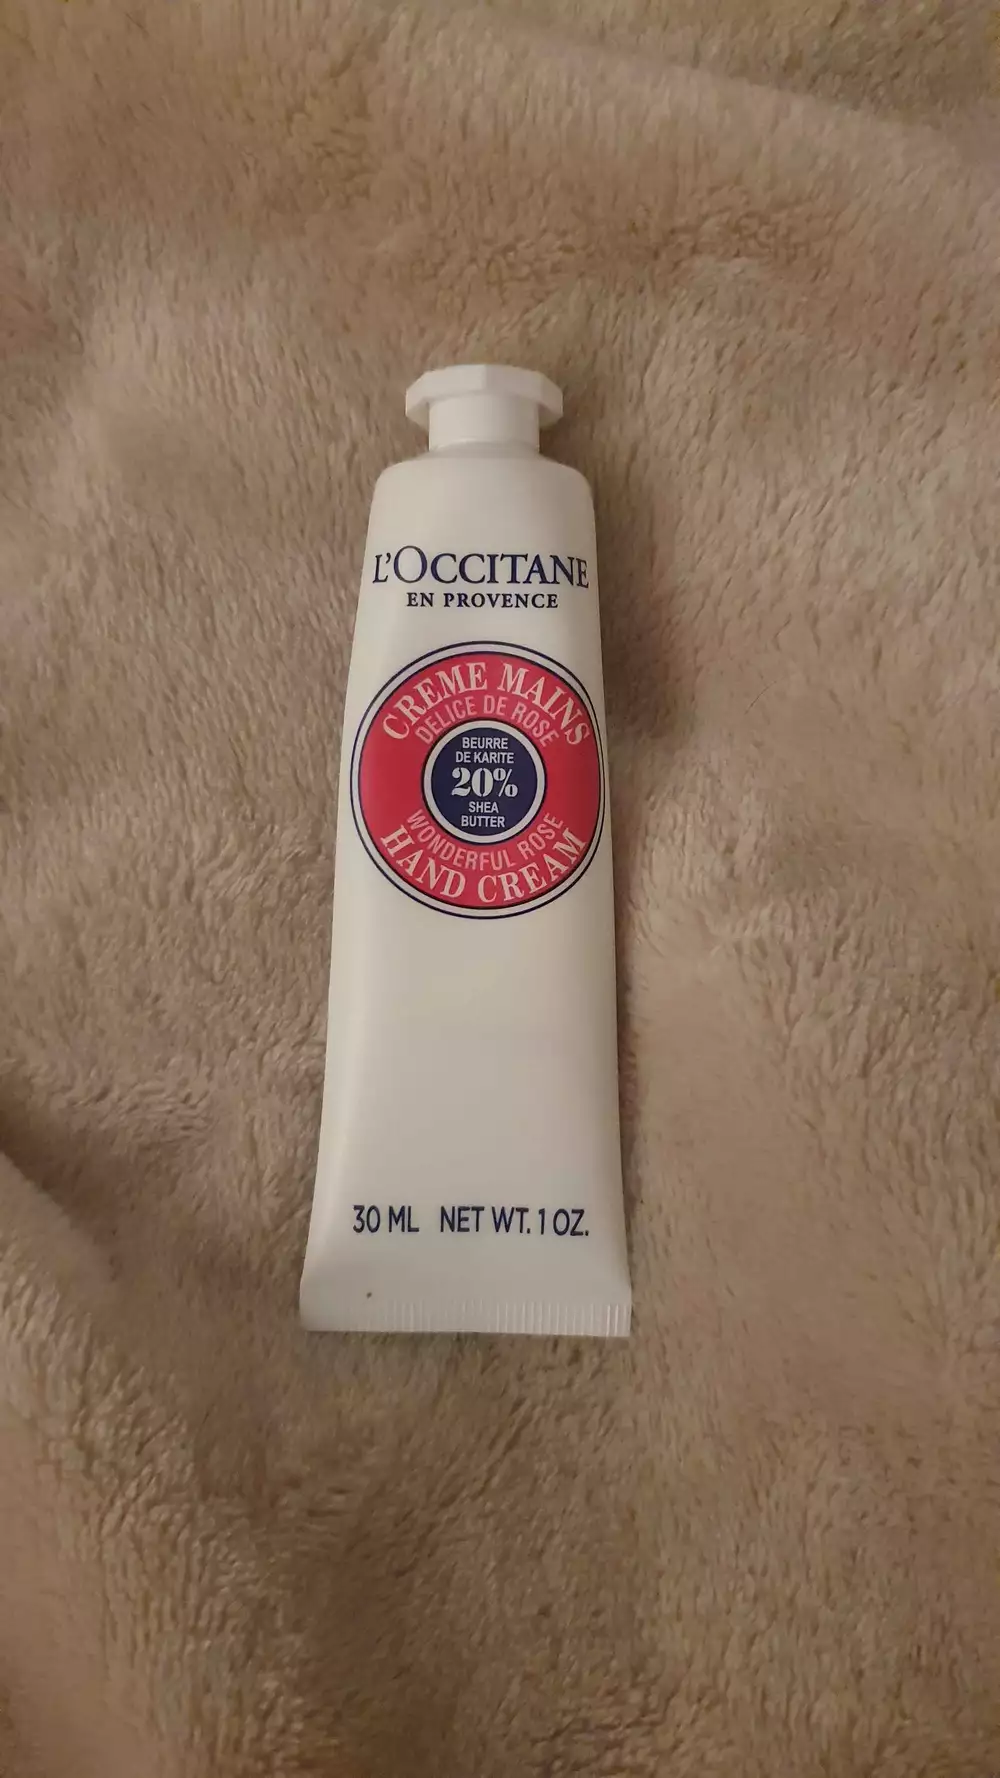 L'OCCITANE
EN PROVENCE
CREME MAINS
DELICE DE ROSE
BEURRE
DE KARITE
20%
SHEA
BUTTER
WONDERFUL ROSE
HAND CREAM
30 ML NET WT. 1 OZ.